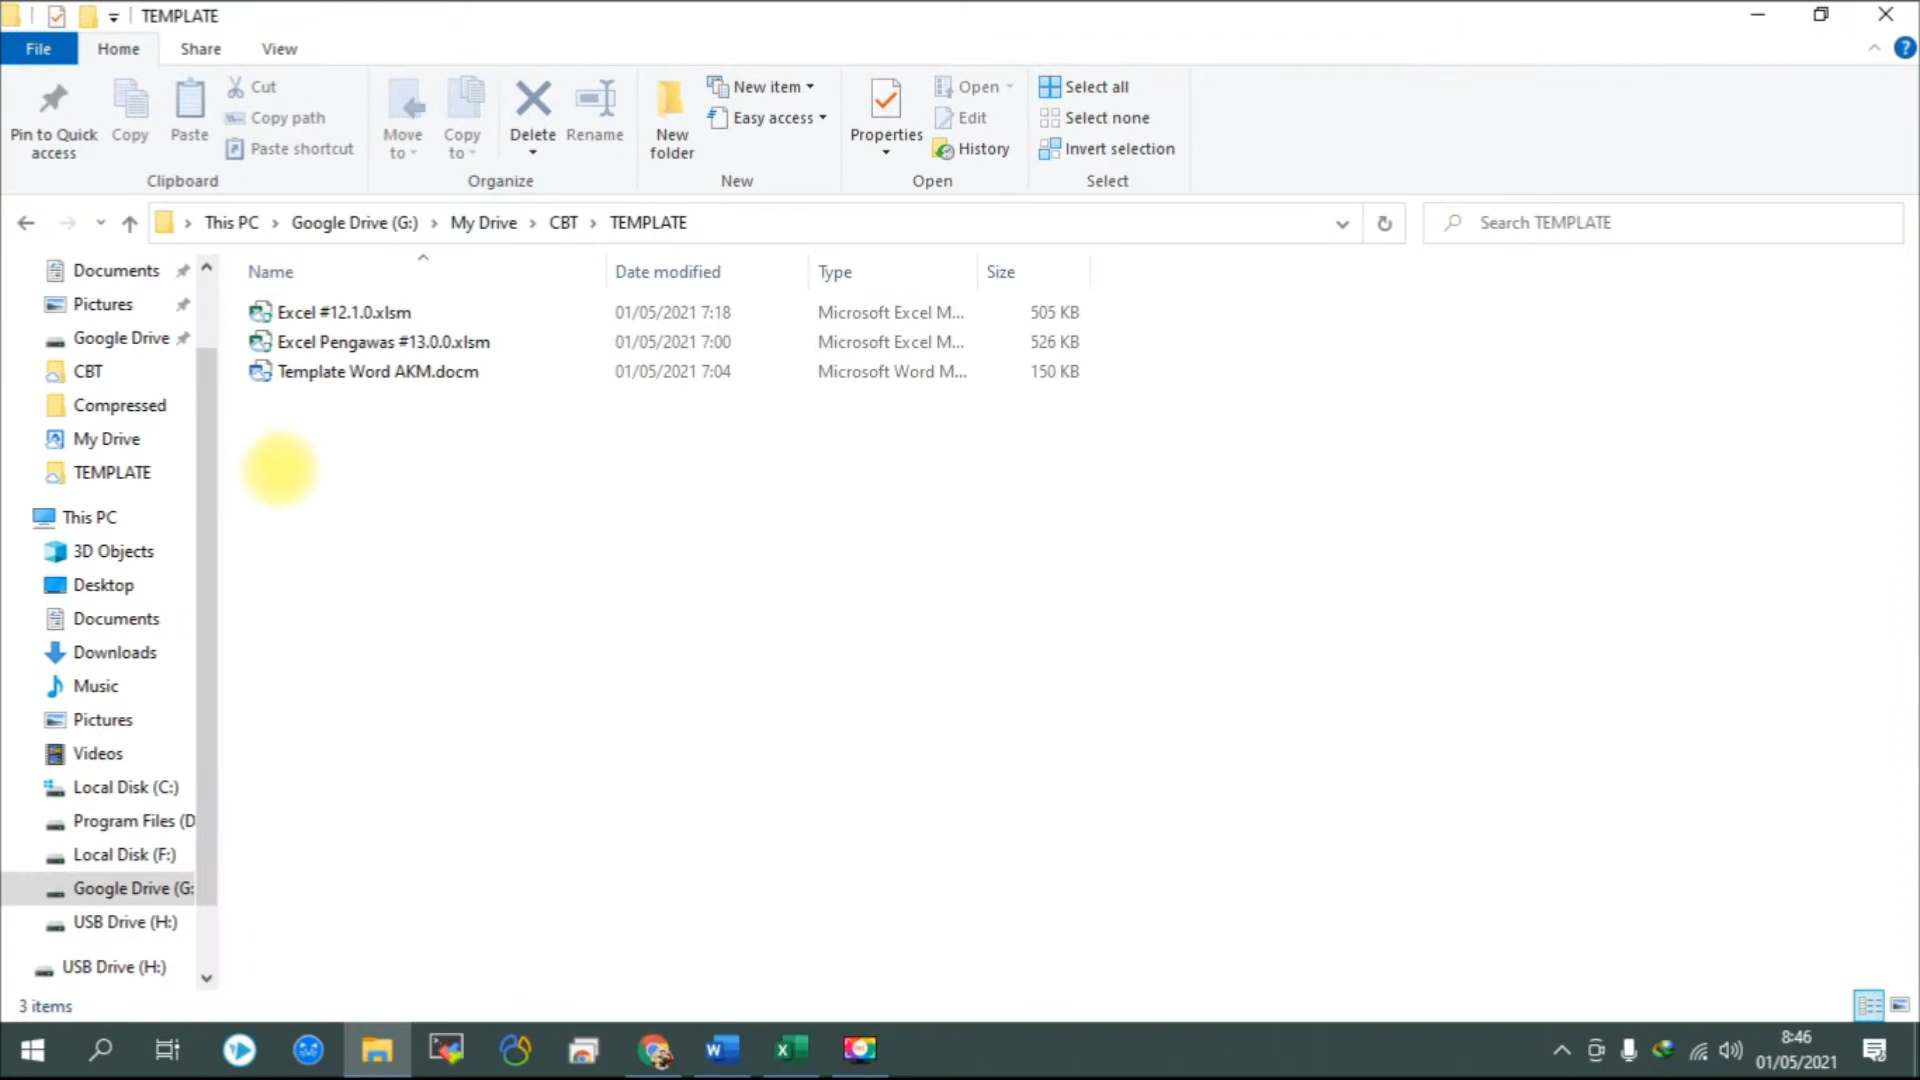 TEMPLATE
File Home Share View
Pin to Quick access
Copy
Paste
Cut
Copy path
Paste shortcut
Clipboard
Move to
Copy to
Delete
Rename
Organize
New folder
New item
Easy access
New
Properties
Open
Edit
History
Open
Select all
Select none
Invert selection
Select
This PC > Google Drive (G:) > My Drive > CBT > TEMPLATE
Search TEMPLATE
Documents
Pictures
Google Drive
CBT
Compressed
My Drive
TEMPLATE
This PC
3D Objects
Desktop
Documents
Downloads
Music
Pictures
Videos
Local Disk (C:)
Program Files (D
Local Disk (F:)
Google Drive (G:
USB Drive (H:)
USB Drive (H:)
Name Date modified Type Size
Excel #12.1.0.xlsm 01/05/2021 7:18 Microsoft Excel M... 505 KB
Excel Pengawas #13.0.0.xlsm 01/05/2021 7:00 Microsoft Excel M... 526 KB
Template Word AKM.docm 01/05/2021 7:04 Microsoft Word M... 150 KB
3 items
8:46
01/05/2021